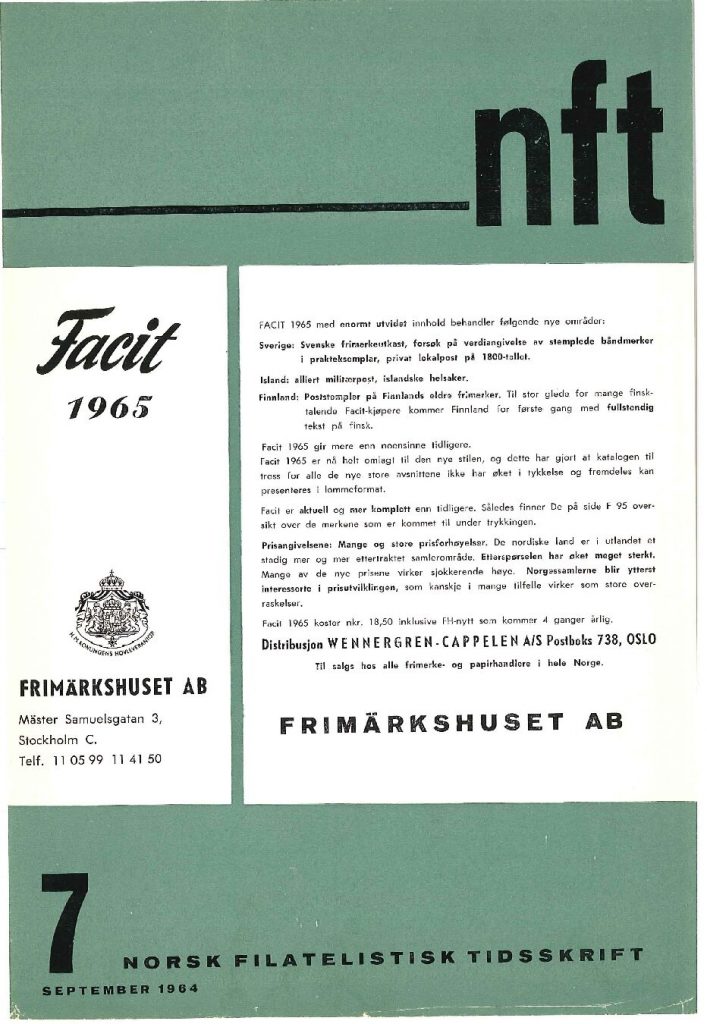 nft
Facit
1965
H. M. KONUNGENS HOVLEVERANTÖR
FRIMÄRKSHUSET AB
Mäster Samuelsgatan 3,
Stockholm C.
Telf. 11 05 99 11 41 50
FACIT 1965 med enormt utvidet innhold behandler følgende nye områder:
Sverige: Svenske frimerkeutkast, forsøk på verdiangivelse av stemplede båndmerker
i prakteksemplar, privat lokalpost på 1800-tallet.
Island: alliert militærpost, islandske helsaker.
Finnland: Poststempler på Finnlands eldre frimerker. Til stor glede for mange finsk-
talende Facit-kjøpere kommer Finnland for første gang med fullstendig
tekst på finsk.
Facit 1965 gir mere enn noensinne tidligere.
Facit 1965 er nå helt omlagt til den nye stilen, og dette har gjort at katalogen til
tross for alle de nye store avsnittene ikke har øket i tykkelse og fremdeles kan
presenteres i lommeformat.
Facit er aktuell og mer komplett enn tidligere. Således finner De på side F 95 over-
sikt over de merkene som er kommet til under trykkingen.
Prisangivelsene: Mange og store prisforhøyelser. De nordiske land er i utlandet et
stadig mer og mer ettertraktet samlerområde. Etterspørselen har øket meget sterkt.
Mange av de nye prisene virker sjokkerende høye. Norgessamlerne blir ytterst
interesserte i prisutviklingen, som kanskje i mange tilfelle virker som store over-
raskelser.
Facit 1965 koster nkr. 18,50 inklusive FH-nytt som kommer 4 ganger årlig.
Distribusjon WENNERGREN-CAPPELEN A/S Postboks 738, OSLO
Til salgs hos alle frimerke- og papirhandlere i hele Norge.
FRIMÄRKSHUSET AB
7
NORSK FILATELISTISK TIDSSKRIFT
SEPTEMBER 1964